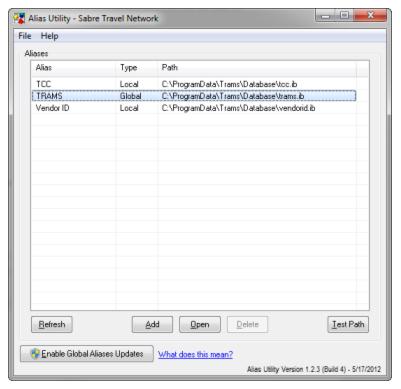 Alias Utility - Sabre Travel Network
File Help
Aliases
Alias Type Path
TCC Local C:\ProgramData\Trams\Database\tcc.ib
TRAMS Global C:\ProgramData\Trams\Database\trams.ib
Vendor ID Local C:\ProgramData\Trams\Database\vendorid.ib
Refresh Add Open Delete Test Path
Enable Global Aliases Updates What does this mean?
Alias Utility Version 1.2.3 (Build 4) - 5/17/2012